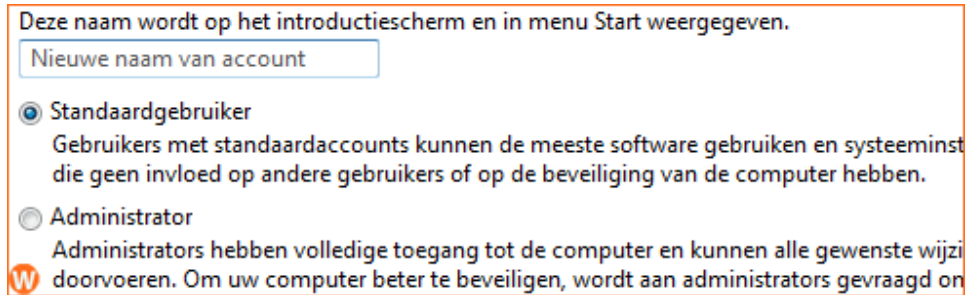 Deze naam wordt op het introductiescherm en in menu Start weergegeven.
Nieuwe naam van account
Standaardgebruiker
Gebruikers met standaardaccounts kunnen de meeste software gebruiken en systeeminst
die geen invloed op andere gebruikers of op de beveiliging van de computer hebben.
Administrator
Administrators hebben volledige toegang tot de computer en kunnen alle gewenste wijzi
W doorvoeren. Om uw computer beter te beveiligen, wordt aan administrators gevraagd om